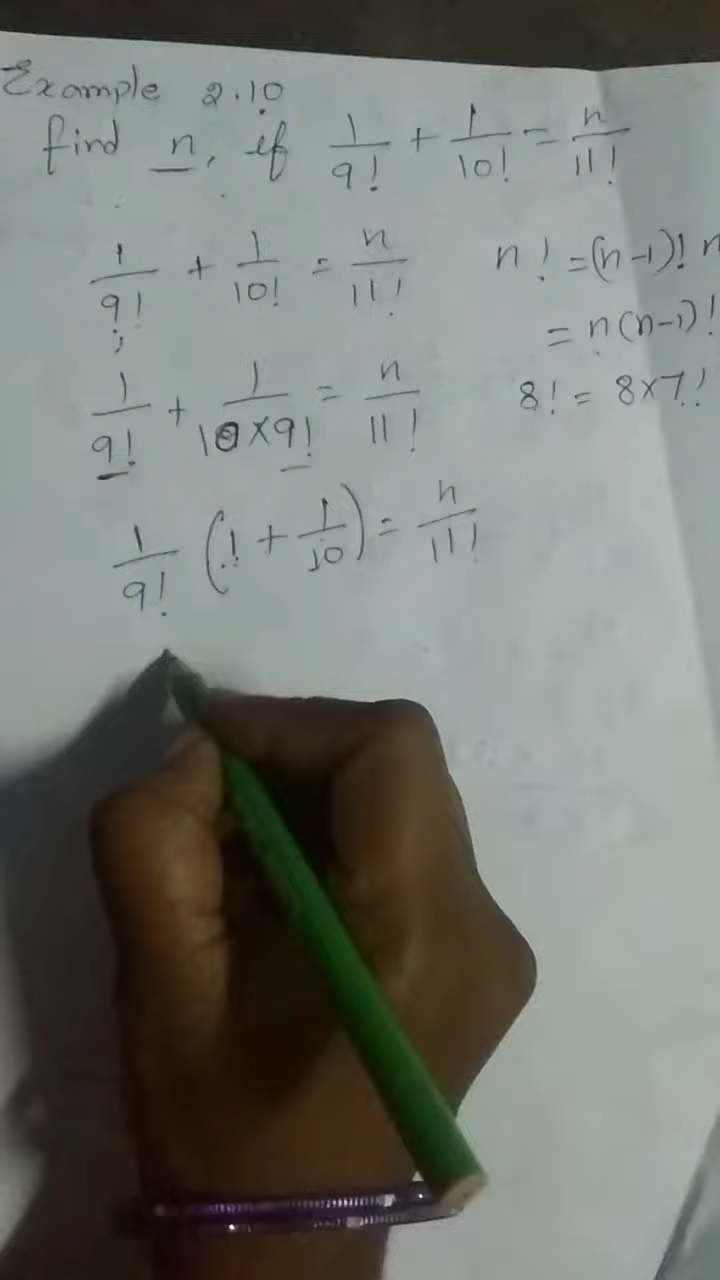 Example 2.10
find n, if 1/9! + 1/10! = n/11!
1/9! + 1/10! = n/11!
n! = (n-1)! n
= n(n-1)!
8! = 8×7!
1/9! + 1/10×9! = n/11!
1/9! (1 + 1/10) = n/11!